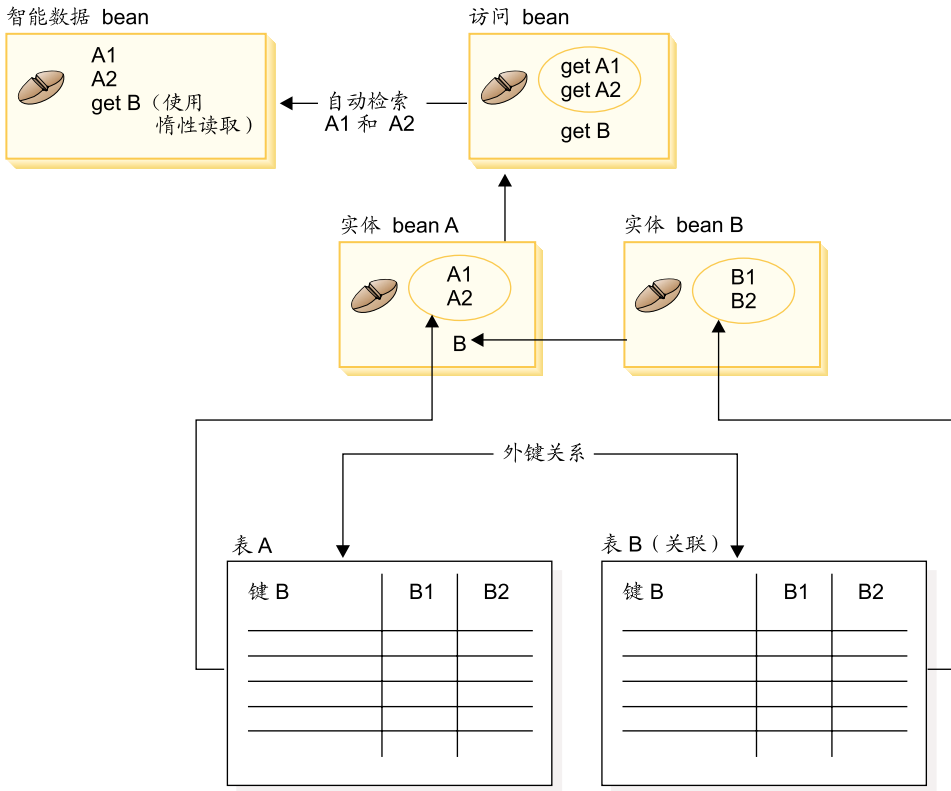 智能数据 bean
A1
A2
get B（使用
惰性读取）
自动检索
A1 和 A2
访问 bean
get A1
get A2
get B
实体 bean A
A1
A2
B
实体 bean B
B1
B2
外键关系
表 A
键 B B1 B2
表 B（关联）
键 B B1 B2